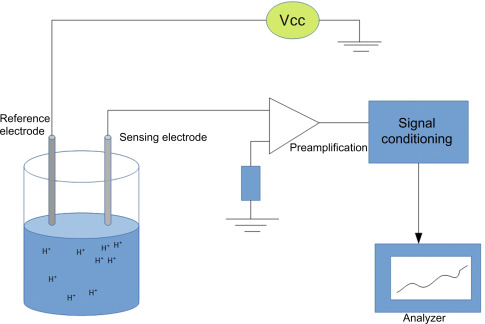 Vcc
Reference
electrode
Sensing electrode
Preamplification
Signal
conditioning
H⁺ H⁺ H⁺ H⁺
H⁺ H⁺
H⁺
H⁺ H⁺
Analyzer